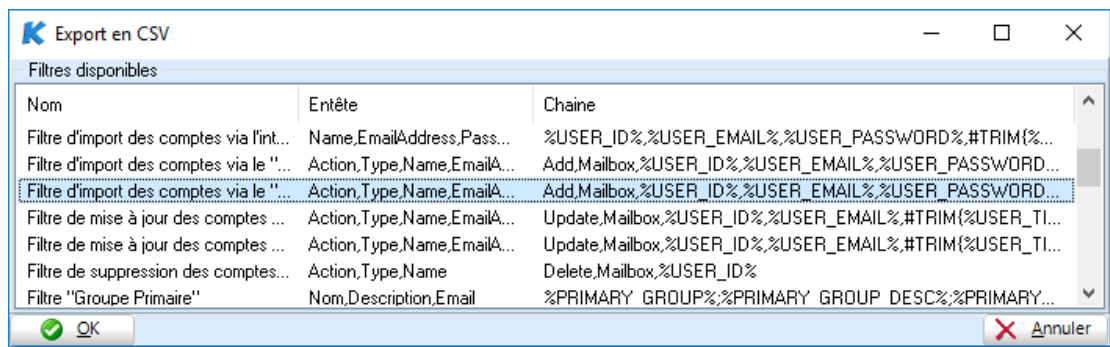 Export en CSV
Filtres disponibles
Nom Entête Chaine
Filtre d'import des comptes via l'int... Name,EmailAddress,Pass... %USER_ID%,%USER_EMAIL%,%USER_PASSWORD%,#TRIM{%...
Filtre d'import des comptes via le "... Action,Type,Name,EmailA... Add,Mailbox,%USER_ID%,%USER_EMAIL%,%USER_PASSWORD...
Filtre d'import des comptes via le "... Action,Type,Name,EmailA... Add,Mailbox,%USER_ID%,%USER_EMAIL%,%USER_PASSWORD...
Filtre de mise à jour des comptes ... Action,Type,Name,EmailA... Update,Mailbox,%USER_ID%,%USER_EMAIL%,#TRIM{%USER_TI...
Filtre de mise à jour des comptes ... Action,Type,Name,EmailA... Update,Mailbox,%USER_ID%,%USER_EMAIL%,#TRIM{%USER_TI...
Filtre de suppression des comptes... Action,Type,Name Delete,Mailbox,%USER_ID%
Filtre "Groupe Primaire" Nom,Description,Email %PRIMARY_GROUP%;%PRIMARY_GROUP_DESC%;%PRIMARY...
OK Annuler